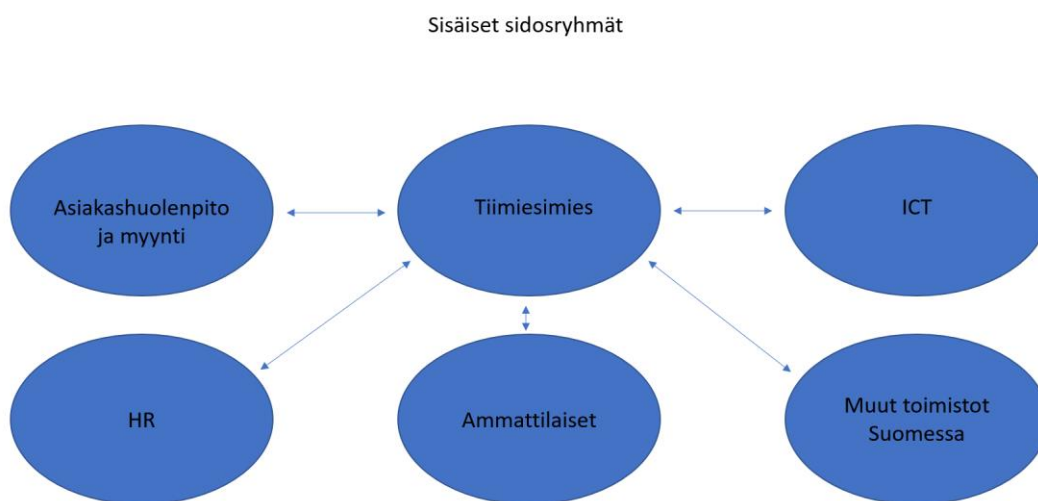 Sisäiset sidosryhmät
Asiakashuolenpito
ja myynti
Tiimiesimies
ICT
HR
Ammattilaiset
Muut toimistot
Suomessa